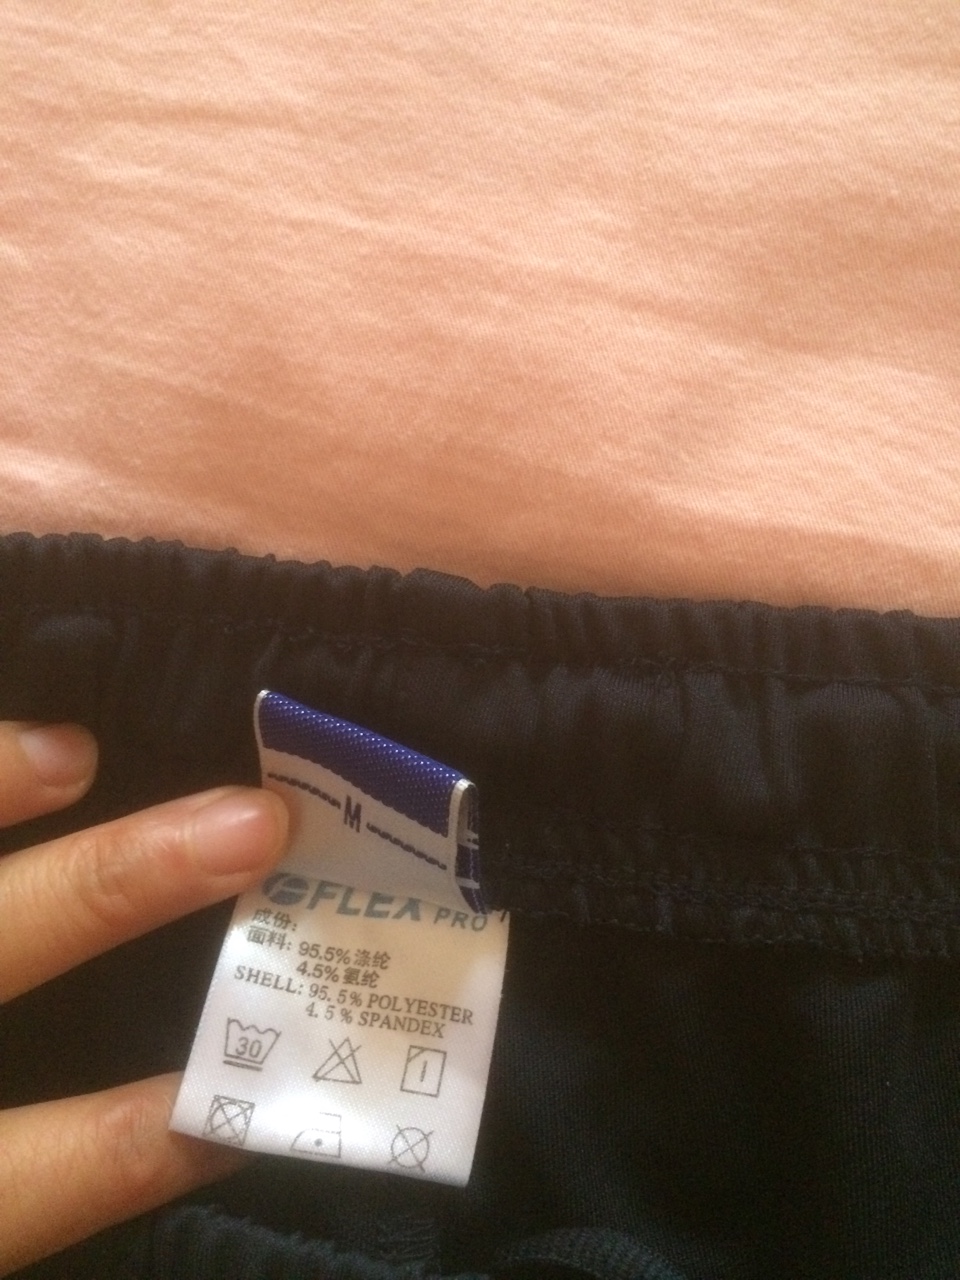 M
FLEX PRO
成份:
面料: 95.5%涤纶
4.5%氨纶
SHELL: 95.5% POLYESTER
4.5% SPANDEX
30